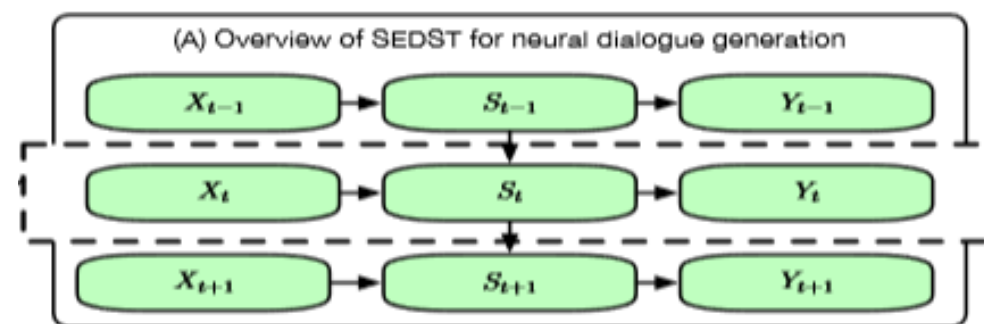 (A) Overview of SEDST for neural dialogue generation
X_{t-1} S_{t-1} Y_{t-1}
X_t S_t Y_t
X_{t+1} S_{t+1} Y_{t+1}